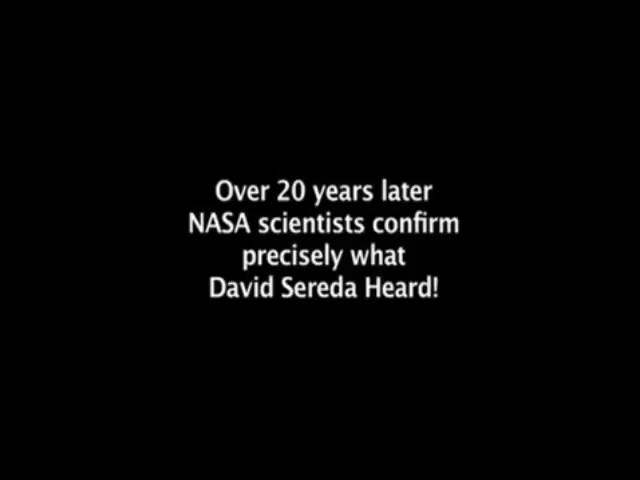 Over 20 years later
NASA scientists confirm
precisely what
David Sereda Heard!